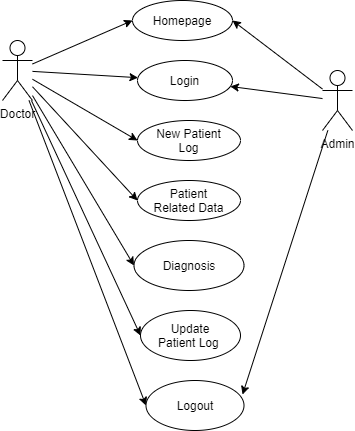 Homepage
Login
Doctor
Admin
New Patient
Log
Patient
Related Data
Diagnosis
Update
Patient Log
Logout